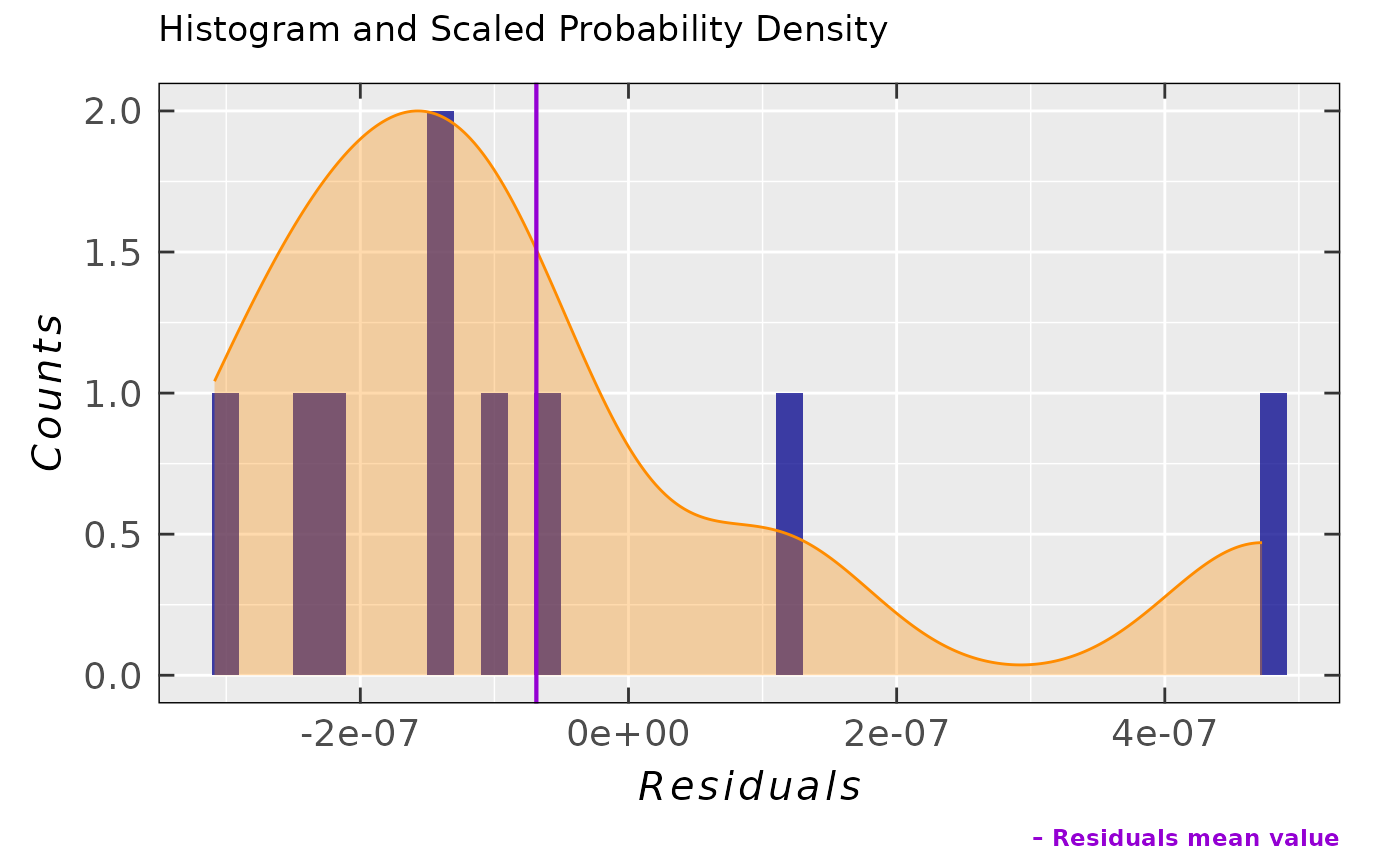 Histogram and Scaled Probability Density
2.0
1.5
1.0
0.5
0.0
Counts
-2e-07 0e+00 2e-07 4e-07
Residuals
– Residuals mean value